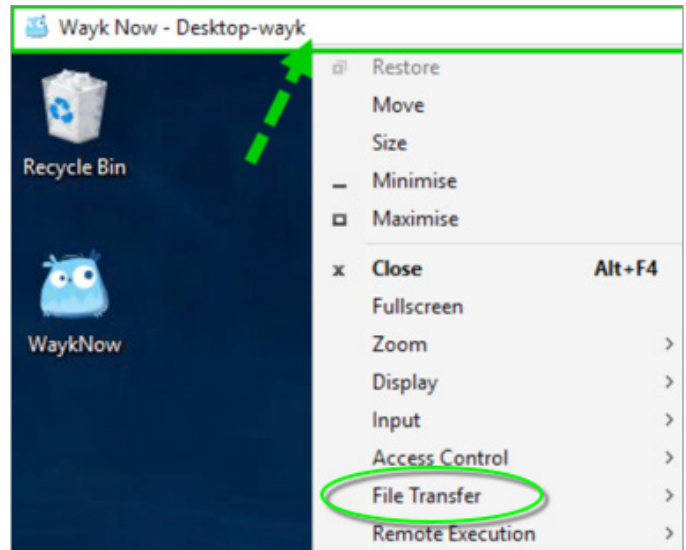 Wayk Now - Desktop-wayk
Recycle Bin
WaykNow
Restore
Move
Size
Minimise
Maximise
Close Alt+F4
Fullscreen
Zoom
Display
Input
Access Control
File Transfer
Remote Execution